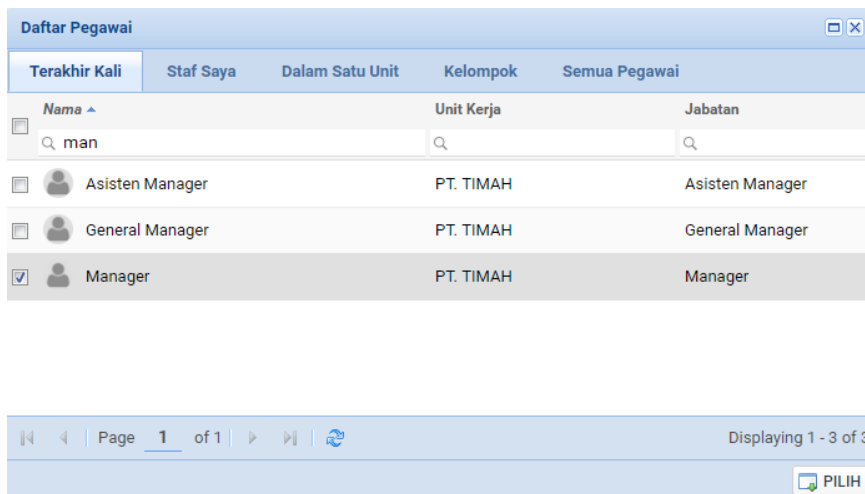 Daftar Pegawai
Terakhir Kali Staf Saya Dalam Satu Unit Kelompok Semua Pegawai
Nama Unit Kerja Jabatan
man
Asisten Manager PT. TIMAH Asisten Manager
General Manager PT. TIMAH General Manager
Manager PT. TIMAH Manager
Page 1 of 1 Displaying 1 - 3 of 3
PILIH